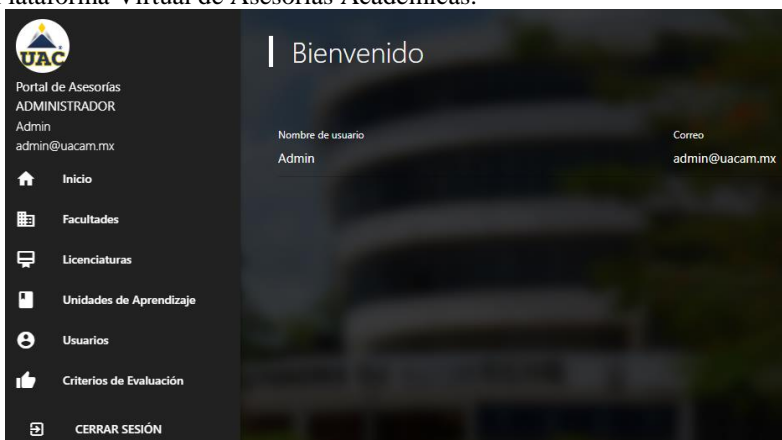 Plataforma Virtual de Asesorías Académicas.
UAC
Portal de Asesorías
ADMINISTRADOR
Admin
admin@uacam.mx
Inicio
Facultades
Licenciaturas
Unidades de Aprendizaje
Usuarios
Criterios de Evaluación
CERRAR SESIÓN
Bienvenido
Nombre de usuario
Admin
Correo
admin@uacam.mx